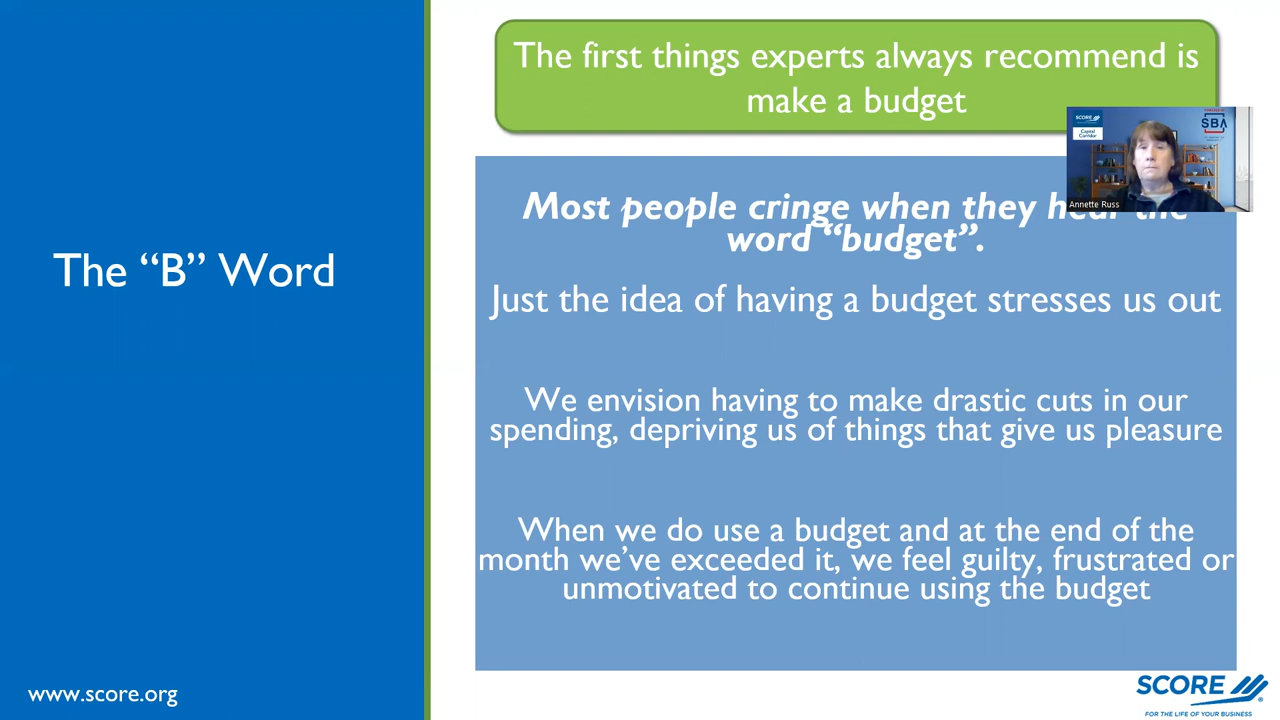 The first things experts always recommend is
make a budget
SCORE
Capital
Corridor
SBA
Annette Russ
Most people cringe when they hear the
word “budget”.
The “B” Word
Just the idea of having a budget stresses us out
We envision having to make drastic cuts in our
spending, depriving us of things that give us pleasure
When we do use a budget and at the end of the
month we’ve exceeded it, we feel guilty, frustrated or
unmotivated to continue using the budget
www.score.org
SCORE
FOR THE LIFE OF YOUR BUSINESS